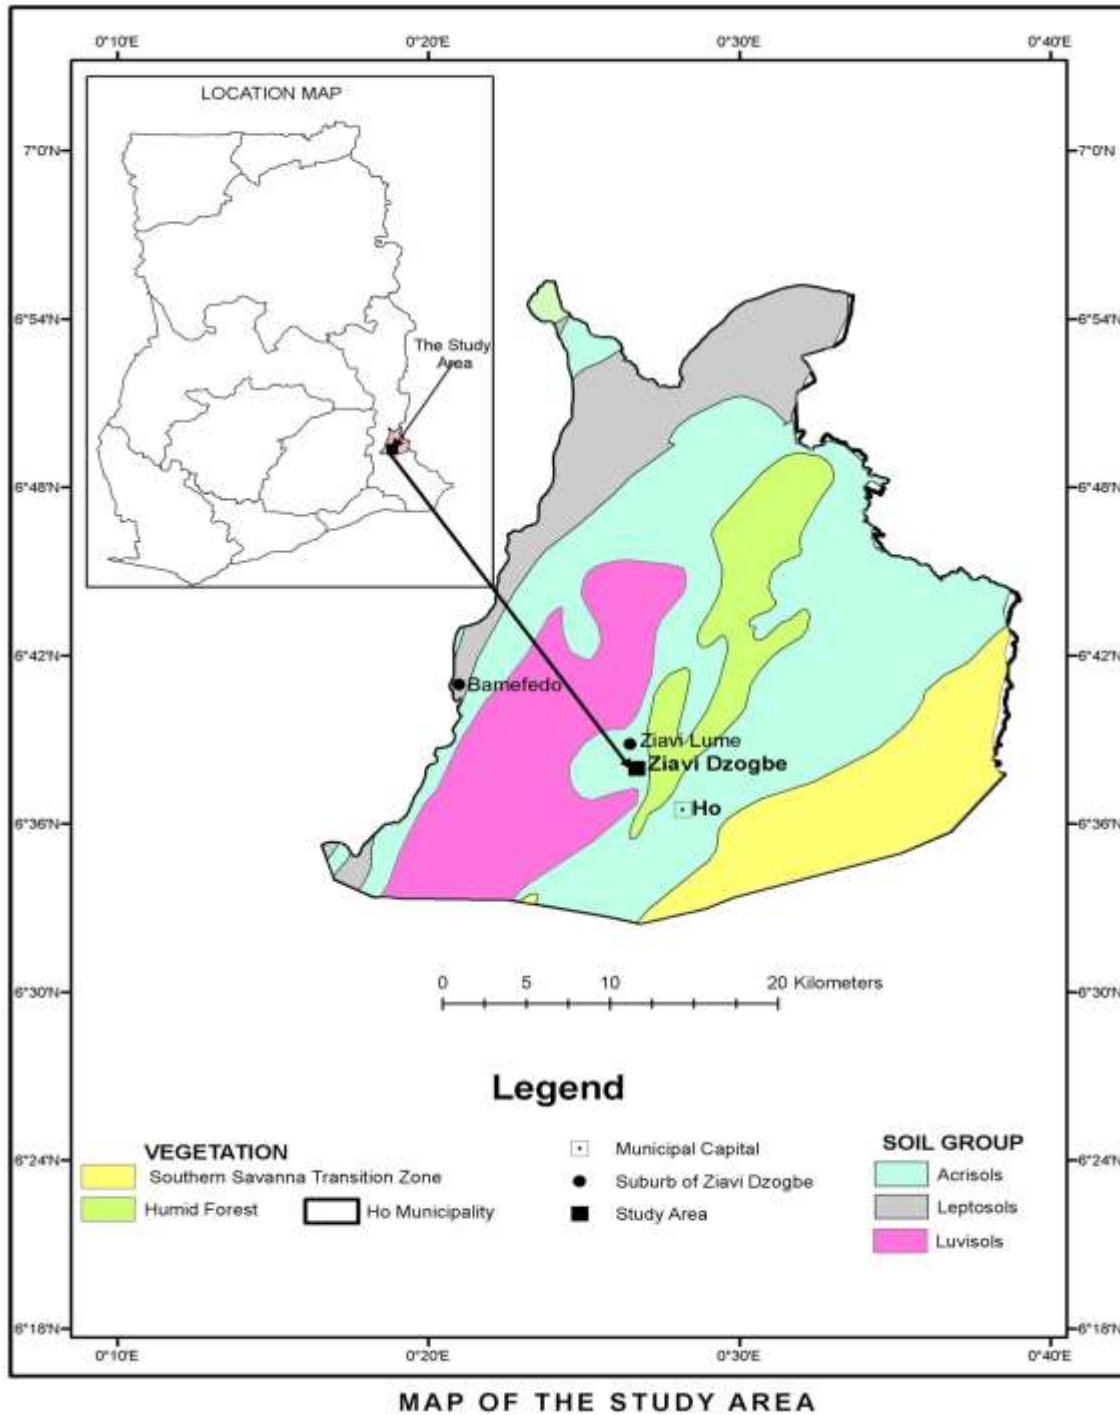 0°10'E 0°20'E 0°30'E 0°40'E
LOCATION MAP
7°0'N 7°0'N
6°54'N 6°54'N
The Study
Area
6°48'N 6°48'N
6°42'N 6°42'N
Bamefedo
Ziavi Lume
Ziavi Dzogbe
Ho
6°36'N 6°36'N
0 5 10 20 Kilometers
6°30'N 6°30'N
Legend
VEGETATION
Southern Savanna Transition Zone
Humid Forest
Ho Municipality
Municipal Capital
Suburb of Ziavi Dzogbe
Study Area
SOIL GROUP
Acrisols
Leptosols
Luvisols
6°24'N 6°24'N
6°18'N 6°18'N
0°10'E 0°20'E 0°30'E 0°40'E
MAP OF THE STUDY AREA